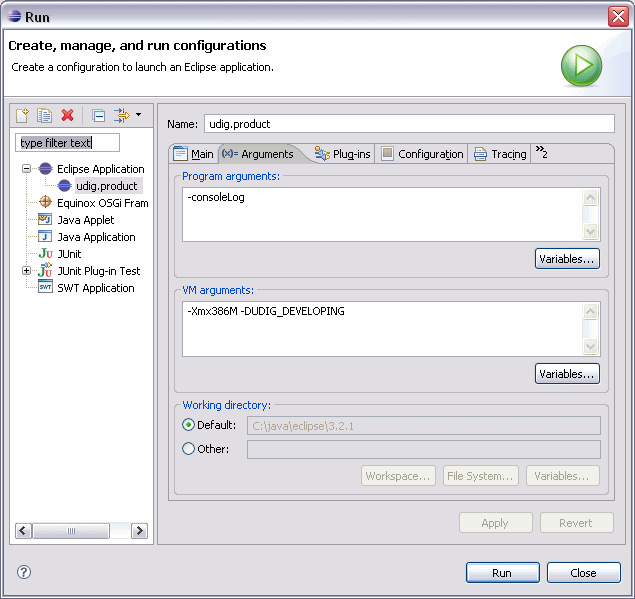 Run
Create, manage, and run configurations
Create a configuration to launch an Eclipse application.
type filter text
Eclipse Application
udig.product
Equinox OSGi Fram
Java Applet
Java Application
JUnit
JUnit Plug-in Test
SWT Application
Name: udig.product
Main (x)= Arguments Plug-ins Configuration Tracing »2
Program arguments:
-consoleLog
Variables...
VM arguments:
-Xmx386M -DUDIG_DEVELOPING
Variables...
Working directory:
Default: C:\java\eclipse\3.2.1
Other:
Workspace... File System... Variables...
Apply Revert
Run Close